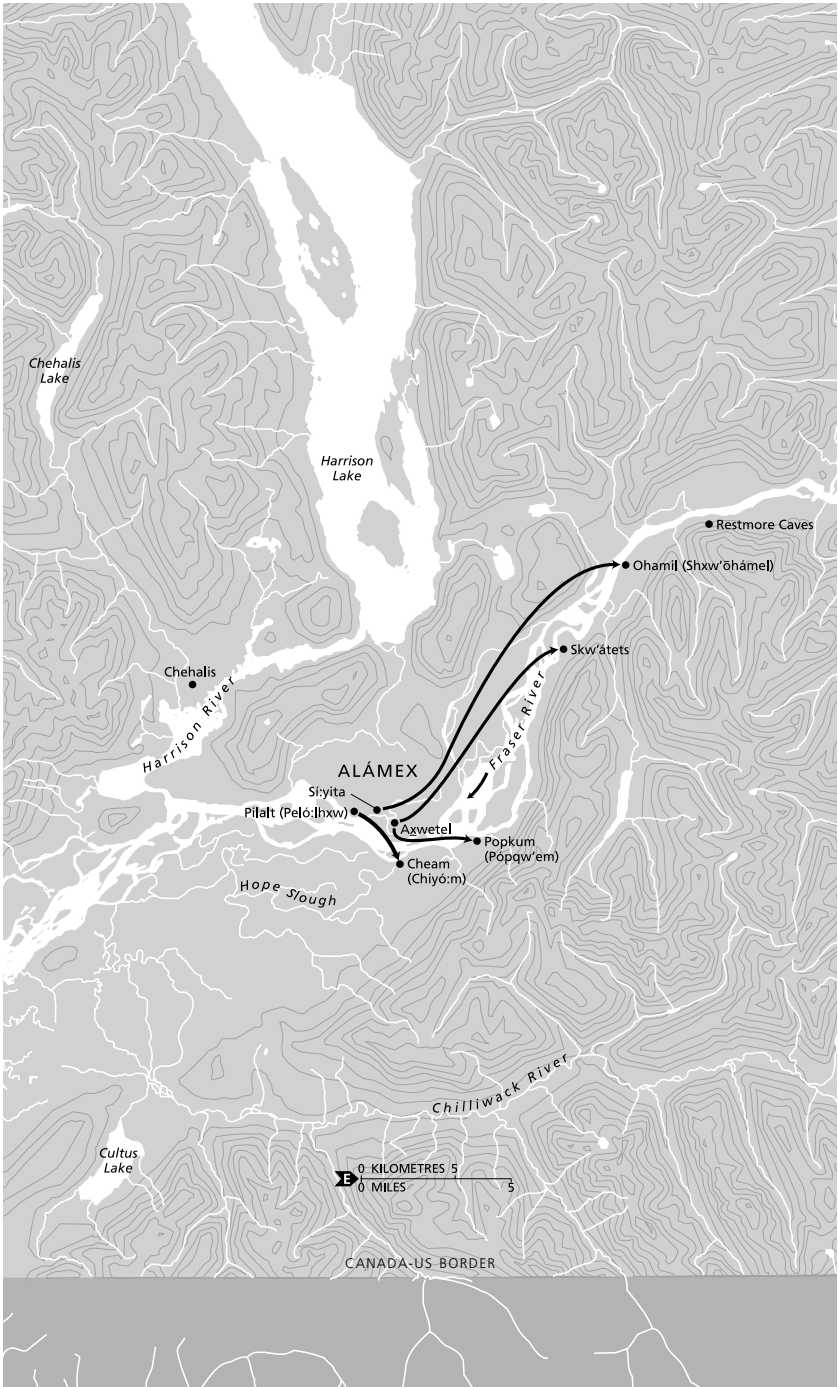 Chehalis
Lake
Harrison
Lake
Restmore Caves
Ohamil (Shxw'ōhámel)
Skw'átets
Chehalis
Harrison River
Fraser River
ALÁMEX
Sí:yita
Pilalt (Peló:lhxw)
Ax̱wetel
Popkum
(Pópqw'em)
Cheam
(Chiyó:m)
Hope Slough
Chilliwack River
Cultus
Lake
E
0 KILOMETRES 5
0 MILES 5
CANADA-US BORDER